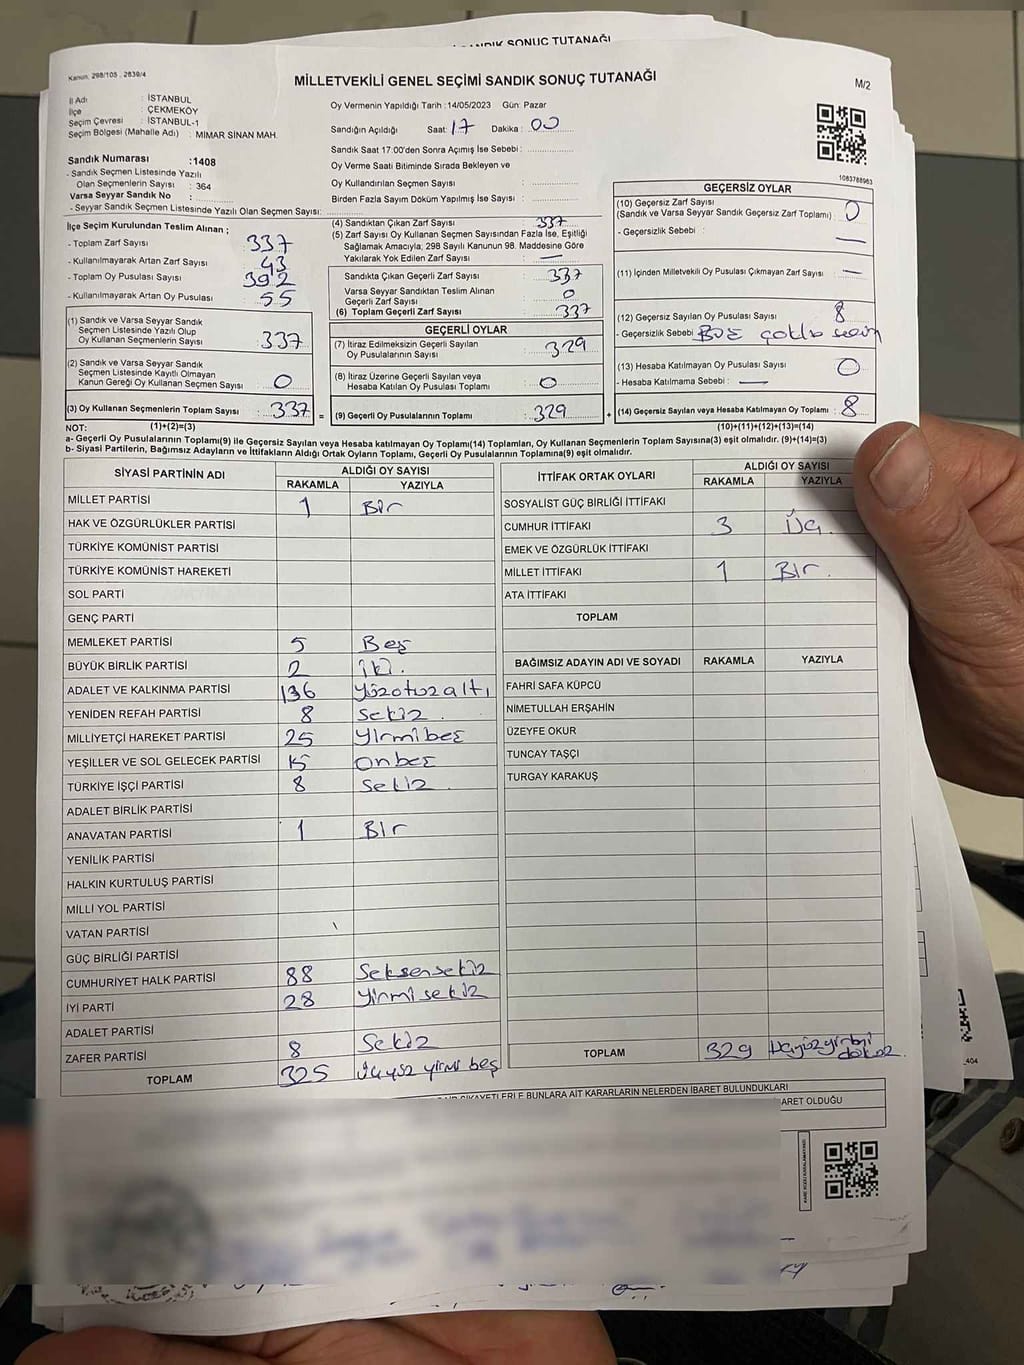 SANDIK SONUÇ TUTANAĞI
Kanun: 298/105 , 2839/4
MİLLETVEKİLİ GENEL SEÇİMİ SANDIK SONUÇ TUTANAĞI
M/2
İl Adı : İSTANBUL
İlçe : ÇEKMEKÖY
Seçim Çevresi : İSTANBUL-1
Seçim Bölgesi (Mahalle Adı) : MİMAR SİNAN MAH.
Sandık Numarası :1408
- Sandık Seçmen Listesinde Yazılı
Olan Seçmenlerin Sayısı : 364
Varsa Seyyar Sandık No :
- Seyyar Sandık Seçmen Listesinde Yazılı Olan Seçmen Sayısı:
Oy Vermenin Yapıldığı Tarih :14/05/2023 Gün: Pazar
Sandığın Açıldığı Saat: 17 Dakika : 00
Sandık Saat 17:00'den Sonra Açımış İse Sebebi :
Oy Verme Saati Bitiminde Sırada Bekleyen ve
Oy Kullandırılan Seçmen Sayısı :
Birden Fazla Sayım Döküm Yapılmış İse Sayısı :
1083788983
İlçe Seçim Kurulundan Teslim Alınan ;
- Toplam Zarf Sayısı 337
- Kullanılmayarak Artan Zarf Sayısı 43
- Toplam Oy Pusulası Sayısı 392
- Kullanılmayarak Artan Oy Pusulası 55
(1) Sandık ve Varsa Seyyar Sandık
Seçmen Listesinde Yazılı Olup
Oy Kullanan Seçmenlerin Sayısı : 337
(2) Sandık ve Varsa Seyyar Sandık
Seçmen Listesinde Kayıtlı Olmayan
Kanun Gereği Oy Kullanan Seçmen Sayısı : 0
(3) Oy Kullanan Seçmenlerin Toplam Sayısı : 337 =
(4) Sandıktan Çıkan Zarf Sayısı : 337
(5) Zarf Sayısı Oy Kullanan Seçmen Sayısından Fazla İse, Eşitliği
Sağlamak Amacıyla; 298 Sayılı Kanunun 98. Maddesine Göre
Yakılarak Yok Edilen Zarf Sayısı : —
Sandıkta Çıkan Geçerli Zarf Sayısı : 337
Varsa Seyyar Sandıktan Teslim Alınan
Geçerli Zarf Sayısı : 0
(6) Toplam Geçerli Zarf Sayısı : 337
GEÇERLİ OYLAR
(7) İtiraz Edilmeksizin Geçerli Sayılan
Oy Pusulalarının Sayısı : 329
(8) İtiraz Üzerine Geçerli Sayılan veya
Hesaba Katılan Oy Pusulası Toplamı : 0
(9) Geçerli Oy Pusulalarının Toplamı : 329 +
GEÇERSİZ OYLAR
(10) Geçersiz Zarf Sayısı
(Sandık ve Varsa Seyyar Sandık Geçersiz Zarf Toplamı) : 0
- Geçersizlik Sebebi : —
(11) İçinden Milletvekili Oy Pusulası Çıkmayan Zarf Sayısı : —
(12) Geçersiz Sayılan Oy Pusulası Sayısı : 8
- Geçersizlik Sebebi :
(13) Hesaba Katılmayan Oy Pusulası Sayısı : 0
- Hesaba Katılmama Sebebi : —
(14) Geçersiz Sayılan veya Hesaba Katılmayan Oy Toplamı : 8
NOT: (1)+(2)=(3) (10)+(11)+(12)+(13)=(14)
a- Geçerli Oy Pusulalarının Toplamı(9) ile Geçersiz Sayılan veya Hesaba katılmayan Oy Toplamı(14) Toplamları, Oy Kullanan Seçmenlerin Toplam Sayısına(3) eşit olmalıdır. (9)+(14)=(3)
b- Siyasi Partilerin, Bağımsız Adayların ve İttifakların Aldığı Ortak Oyların Toplamı, Geçerli Oy Pusulalarının Toplamına(9) eşit olmalıdır.
SİYASİ PARTİNİN ADI ALDIĞI OY SAYISI
RAKAMLA YAZIYLA
MİLLET PARTİSİ 1 Bir
HAK VE ÖZGÜRLÜKLER PARTİSİ
TÜRKİYE KOMÜNİST PARTİSİ
TÜRKİYE KOMÜNİST HAREKETİ
SOL PARTİ
GENÇ PARTİ
MEMLEKET PARTİSİ 5 Beş
BÜYÜK BİRLİK PARTİSİ 2 İki.
ADALET VE KALKINMA PARTİSİ 136 Yüzotuzaltı
YENİDEN REFAH PARTİSİ 8 Sekiz.
MİLLİYETÇİ HAREKET PARTİSİ 25 Yirmibeş
YEŞİLLER VE SOL GELECEK PARTİSİ 15 Onbeş
TÜRKİYE İŞÇİ PARTİSİ 8 Sekiz.
ADALET BİRLİK PARTİSİ
ANAVATAN PARTİSİ 1 Bir
YENİLİK PARTİSİ
HALKIN KURTULUŞ PARTİSİ
MİLLİ YOL PARTİSİ
VATAN PARTİSİ
GÜÇ BİRLİĞİ PARTİSİ
CUMHURİYET HALK PARTİSİ 88 Seksensekiz
İYİ PARTİ 28 Yirmisekiz
ADALET PARTİSİ
ZAFER PARTİSİ 8 Sekiz
TOPLAM 325 Üçyüz yirmi beş
İTTİFAK ORTAK OYLARI ALDIĞI OY SAYISI
RAKAMLA YAZIYLA
SOSYALİST GÜÇ BİRLİĞİ İTTİFAKI
CUMHUR İTTİFAKI 3 Üç.
EMEK VE ÖZGÜRLÜK İTTİFAKI
MİLLET İTTİFAKI 1 Bir.
ATA İTTİFAKI
TOPLAM
BAĞIMSIZ ADAYIN ADI VE SOYADI RAKAMLA YAZIYLA
FAHRİ SAFA KÜPCÜ
NİMETULLAH ERŞAHİN
ÜZEYFE OKUR
TUNCAY TAŞÇI
TURGAY KARAKUŞ
TOPLAM 329 Üçyüzyirmi
dokuz.
ŞİKAYETLERLE BUNLARA AİT KARARLARIN NELERDEN İBARET BULUNDUKLARI
BARET OLDUĞU
404